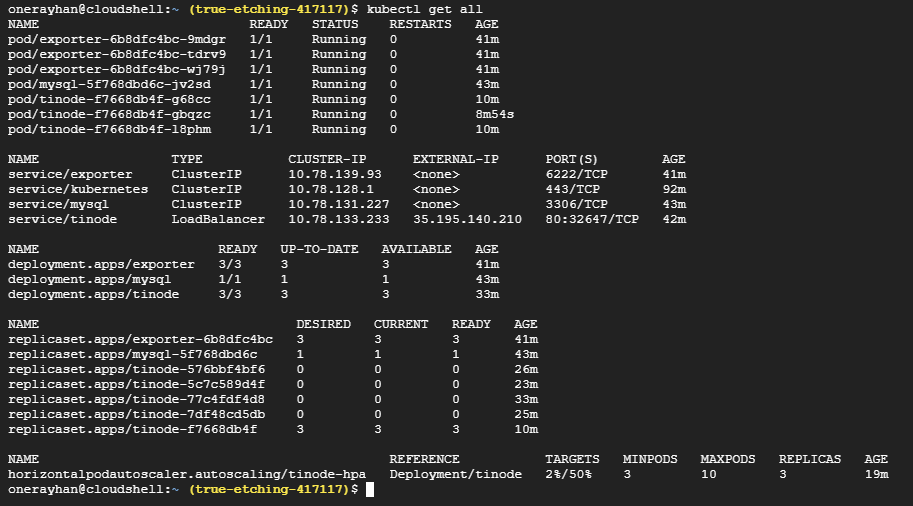 onerayhan@cloudshell:~ (true-etching-417117)$ kubectl get all
NAME READY STATUS RESTARTS AGE
pod/exporter-6b8dfc4bc-9mdgr 1/1 Running 0 41m
pod/exporter-6b8dfc4bc-tdrv9 1/1 Running 0 41m
pod/exporter-6b8dfc4bc-wj79j 1/1 Running 0 41m
pod/mysql-5f768dbd6c-jv2sd 1/1 Running 0 43m
pod/tinode-f7668db4f-g68cc 1/1 Running 0 10m
pod/tinode-f7668db4f-gbqzc 1/1 Running 0 8m54s
pod/tinode-f7668db4f-l8phm 1/1 Running 0 10m
NAME TYPE CLUSTER-IP EXTERNAL-IP PORT(S) AGE
service/exporter ClusterIP 10.78.139.93 <none> 6222/TCP 41m
service/kubernetes ClusterIP 10.78.128.1 <none> 443/TCP 92m
service/mysql ClusterIP 10.78.131.227 <none> 3306/TCP 43m
service/tinode LoadBalancer 10.78.133.233 35.195.140.210 80:32647/TCP 42m
NAME READY UP-TO-DATE AVAILABLE AGE
deployment.apps/exporter 3/3 3 3 41m
deployment.apps/mysql 1/1 1 1 43m
deployment.apps/tinode 3/3 3 3 33m
NAME DESIRED CURRENT READY AGE
replicaset.apps/exporter-6b8dfc4bc 3 3 3 41m
replicaset.apps/mysql-5f768dbd6c 1 1 1 43m
replicaset.apps/tinode-576bbf4bf6 0 0 0 26m
replicaset.apps/tinode-5c7c589d4f 0 0 0 23m
replicaset.apps/tinode-77c4fdf4d8 0 0 0 33m
replicaset.apps/tinode-7df48cd5db 0 0 0 25m
replicaset.apps/tinode-f7668db4f 3 3 3 10m
NAME REFERENCE TARGETS MINPODS MAXPODS REPLICAS AGE
horizontalpodautoscaler.autoscaling/tinode-hpa Deployment/tinode 2%/50% 3 10 3 19m
onerayhan@cloudshell:~ (true-etching-417117)$